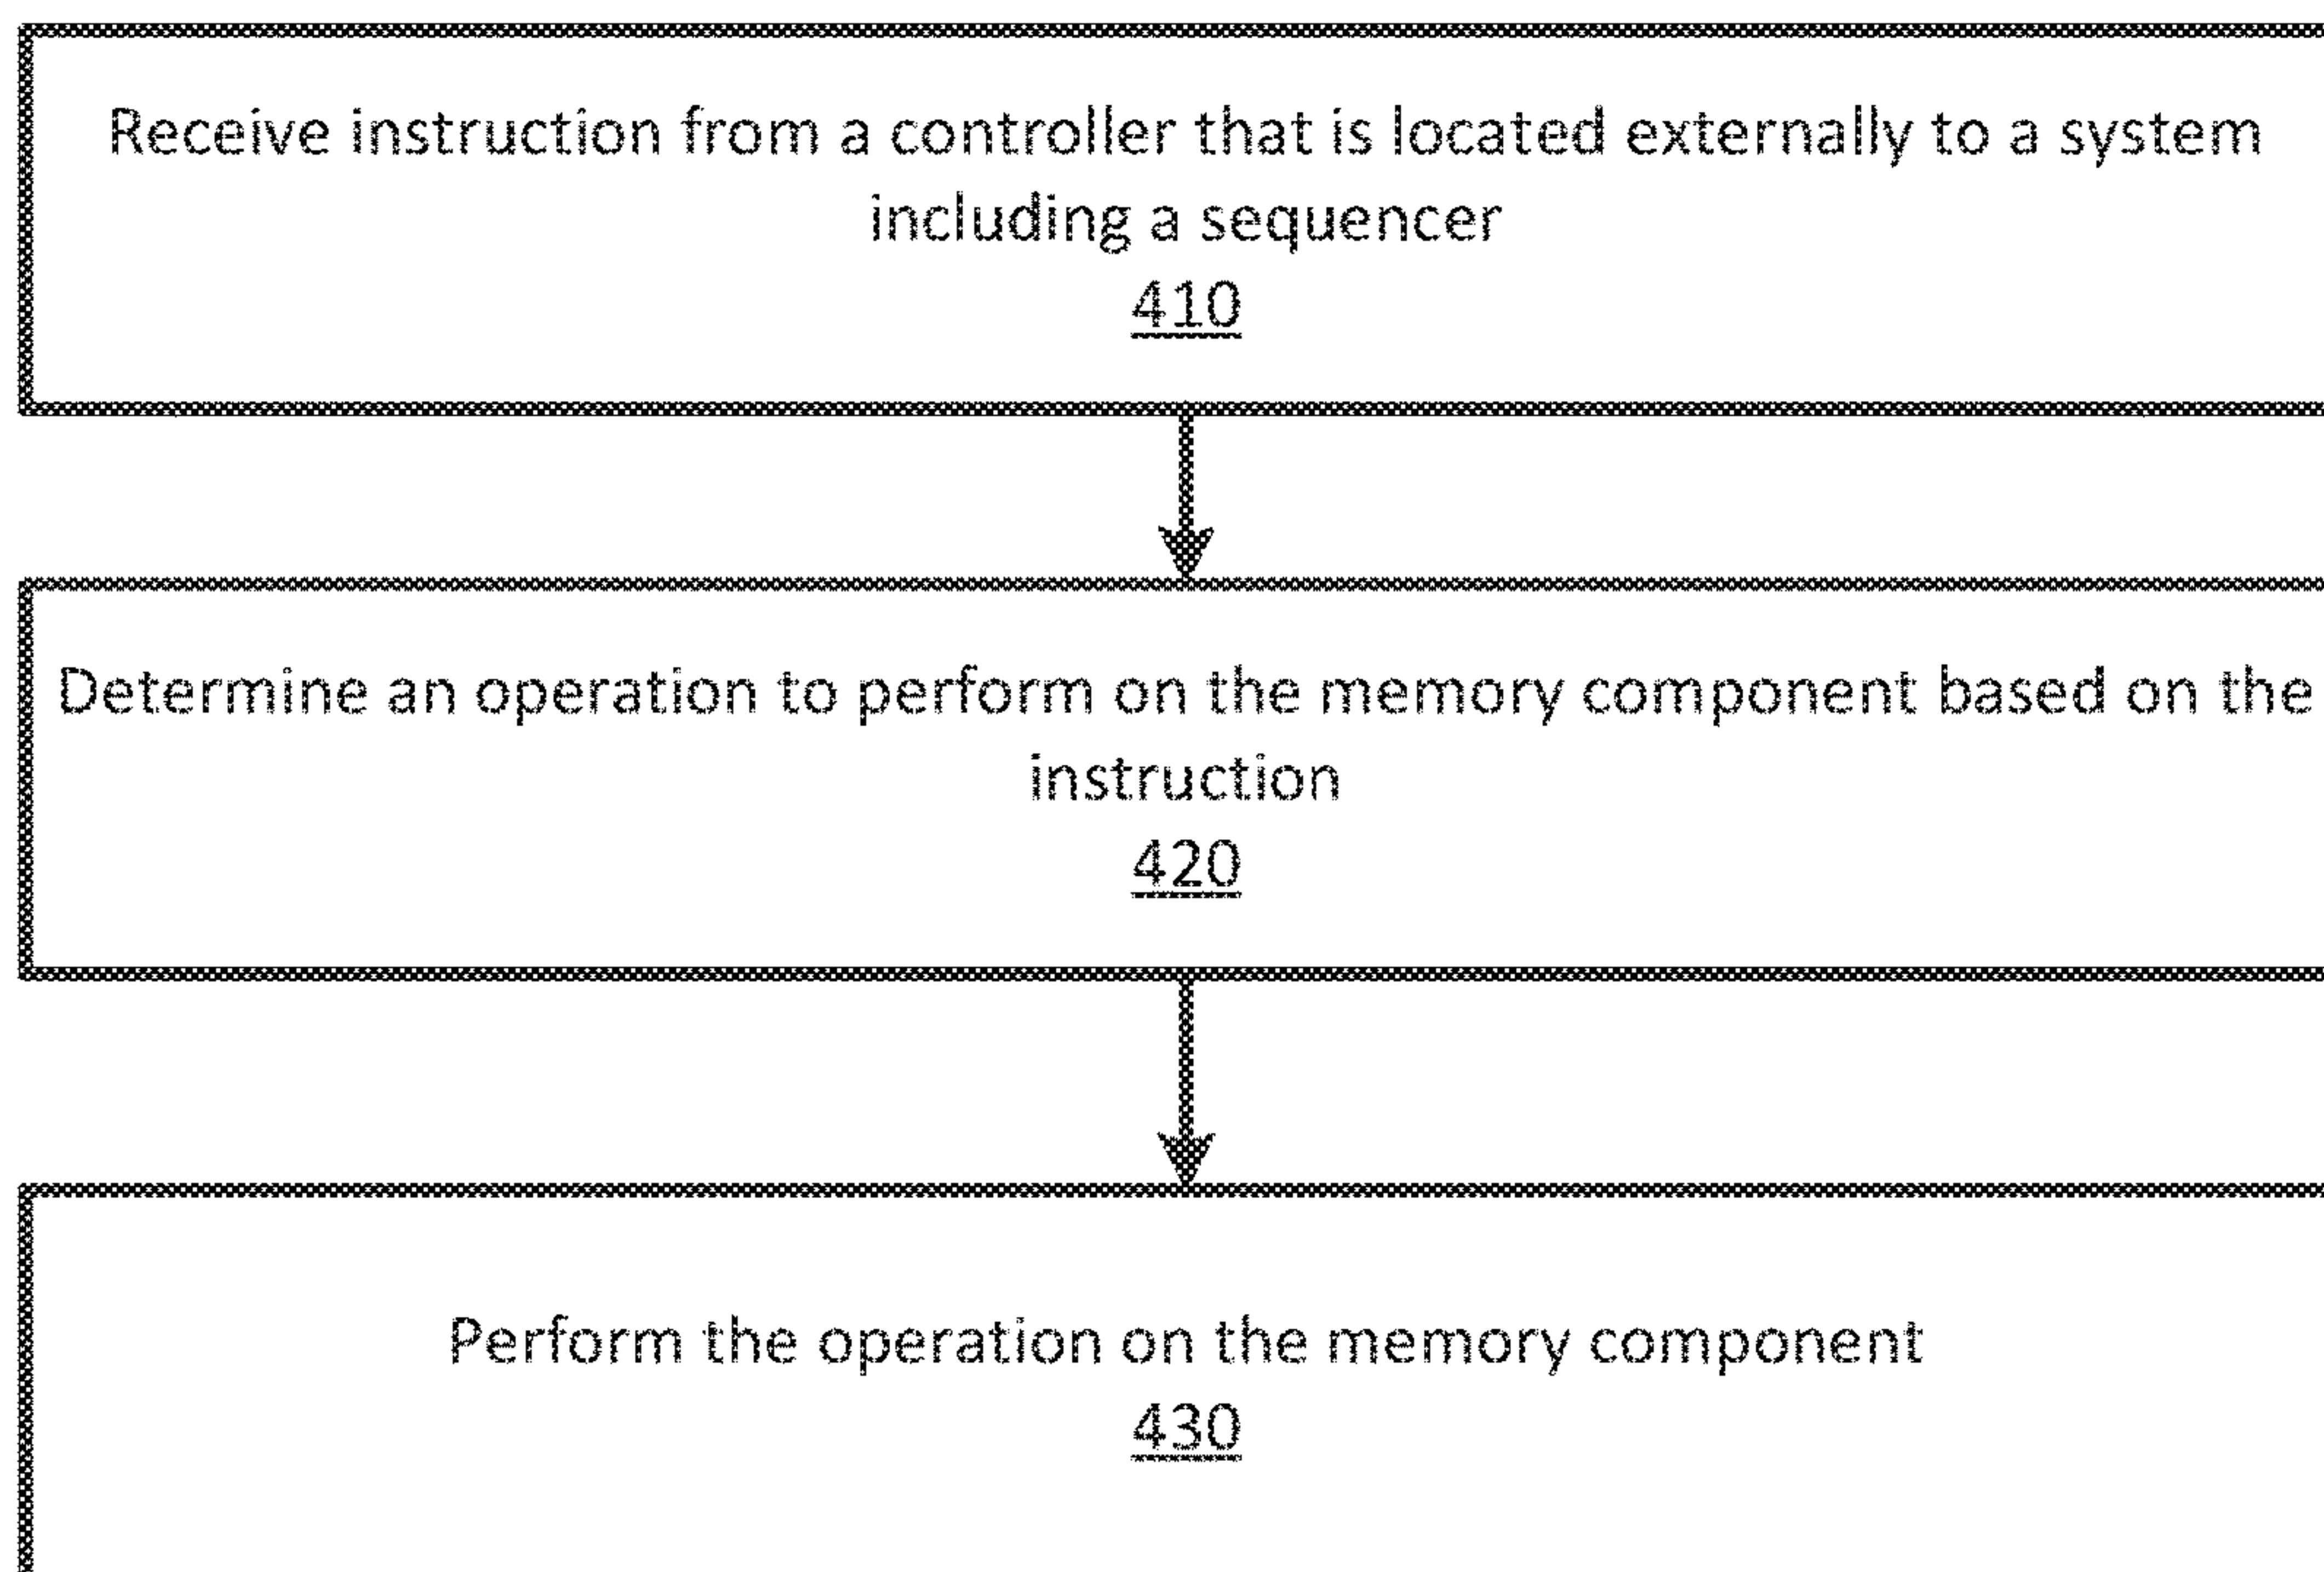 Receive instruction from a controller that is located externally to a system
including a sequencer
410
Determine an operation to perform on the memory component based on the
instruction
420
Perform the operation on the memory component
430